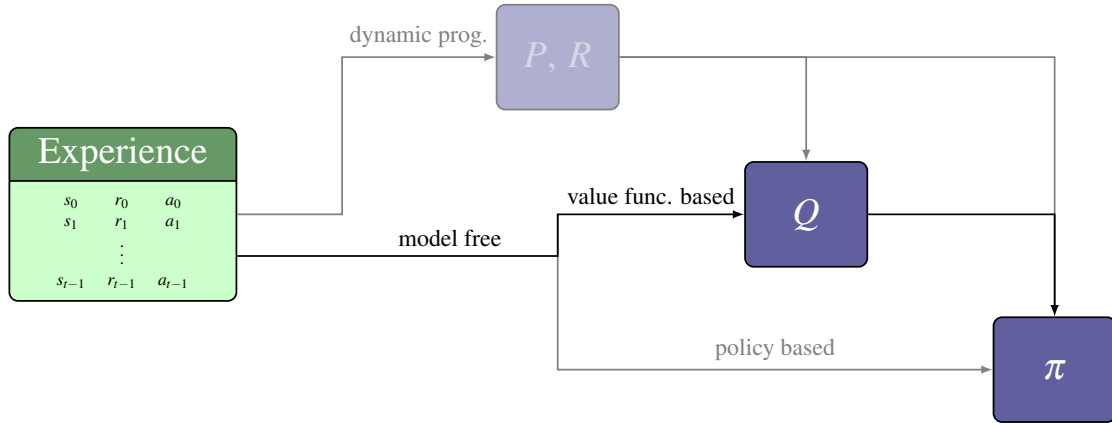 dynamic prog.
P, R
Experience
s₀ r₀ a₀
s₁ r₁ a₁
⋮
sₜ₋₁ rₜ₋₁ aₜ₋₁
value func. based
Q
model free
policy based
π